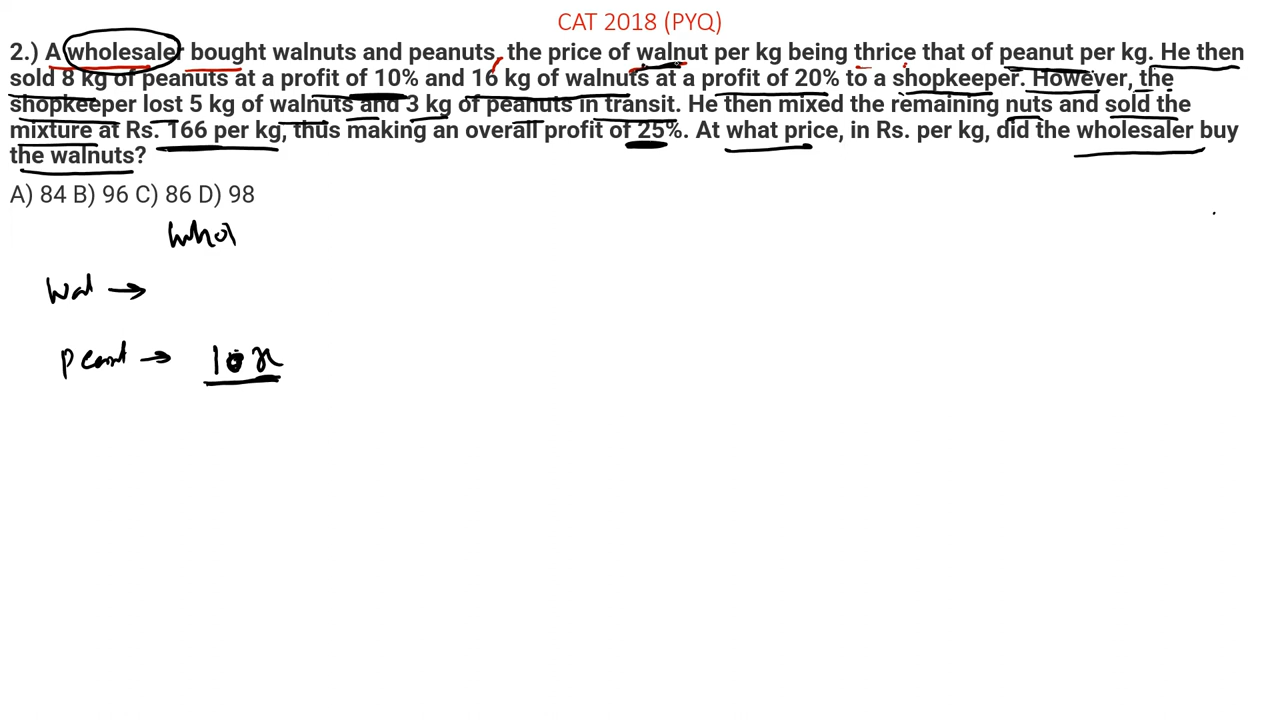 CAT 2018 (PYQ)
2.) A wholesaler bought walnuts and peanuts, the price of walnut per kg being thrice that of peanut per kg. He then
sold 8 kg of peanuts at a profit of 10% and 16 kg of walnuts at a profit of 20% to a shopkeeper. However, the
shopkeeper lost 5 kg of walnuts and 3 kg of peanuts in transit. He then mixed the remaining nuts and sold the
mixture at Rs. 166 per kg, thus making an overall profit of 25%. At what price, in Rs. per kg, did the wholesaler buy
the walnuts?
A) 84 B) 96 C) 86 D) 98
Wal →
→ 10x